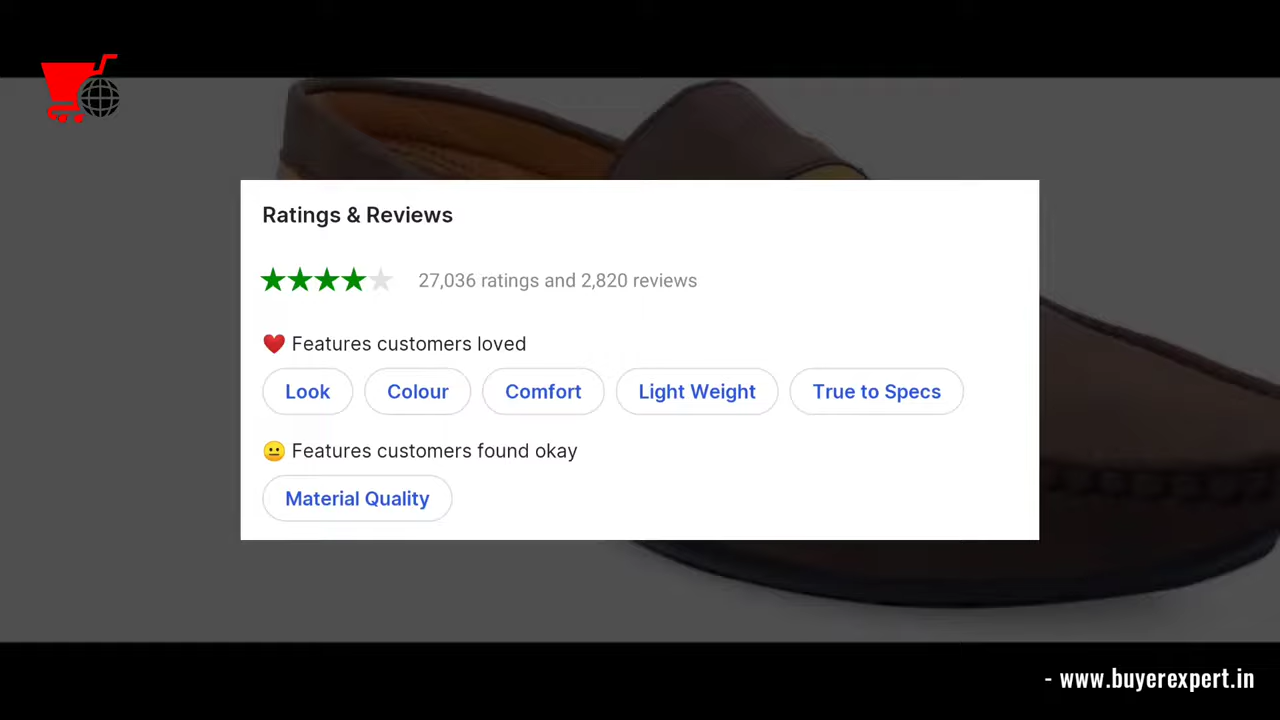 Ratings & Reviews
27,036 ratings and 2,820 reviews
Features customers loved
Look Colour Comfort Light Weight True to Specs
Features customers found okay
Material Quality
- www.buyerexpert.in